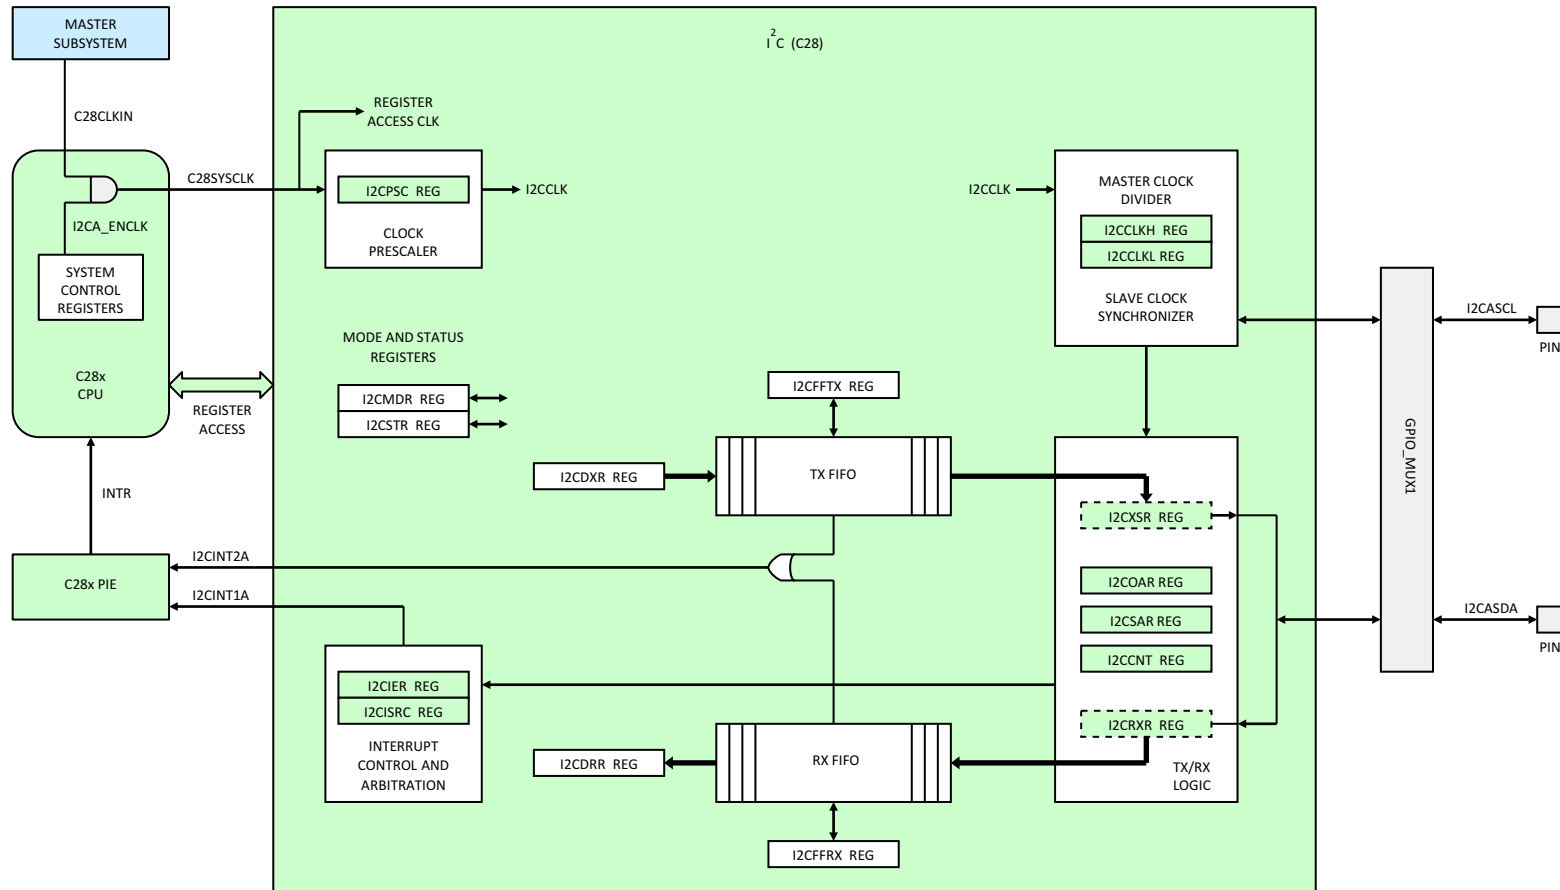 MASTER
SUBSYSTEM
I2C (C28)
C28CLKIN
REGISTER
ACCESS CLK
C28SYSCLK
I2CPSC REG
I2CCLK
CLOCK
PRESCALER
I2CCLK
MASTER CLOCK
DIVIDER
I2CCLKH REG
I2CCLKL REG
SLAVE CLOCK
SYNCHRONIZER
I2CA_ENCLK
SYSTEM
CONTROL
REGISTERS
C28x
CPU
REGISTER
ACCESS
MODE AND STATUS
REGISTERS
I2CMDR REG
I2CSTR REG
I2CFFTX REG
I2CDXR REG
TX FIFO
I2CXSR REG
I2COAR REG
I2CSAR REG
I2CCNT REG
I2CRXR REG
TX/RX
LOGIC
INTR
C28x PIE
I2CINT2A
I2CINT1A
I2CIER REG
I2CISRC REG
INTERRUPT
CONTROL AND
ARBITRATION
I2CDRR REG
RX FIFO
I2CFFRX REG
GPIO_MUX1
I2CASCL
PIN
I2CASDA
PIN